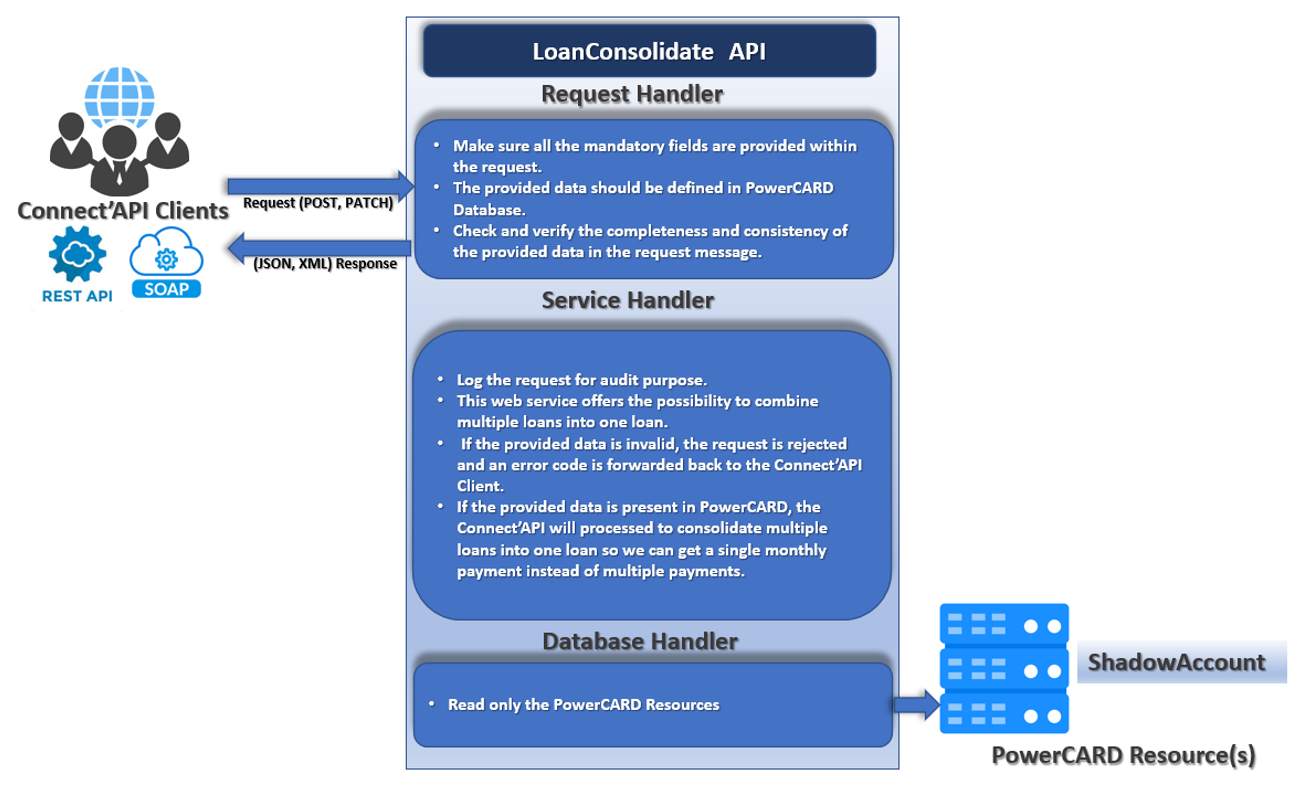 LoanConsolidate API
Request Handler
• Make sure all the mandatory fields are provided within
the request.
• The provided data should be defined in PowerCARD
Database.
• Check and verify the completeness and consistency of
the provided data in the request message.
Connect'API Clients
Request (POST, PATCH)
(JSON, XML) Response
REST API
SOAP
Service Handler
• Log the request for audit purpose.
• This web service offers the possibility to combine
multiple loans into one loan.
• If the provided data is invalid, the request is rejected
and an error code is forwarded back to the Connect'API
Client.
• If the provided data is present in PowerCARD, the
Connect'API will processed to consolidate multiple
loans into one loan so we can get a single monthly
payment instead of multiple payments.
Database Handler
• Read only the PowerCARD Resources
ShadowAccount
PowerCARD Resource(s)